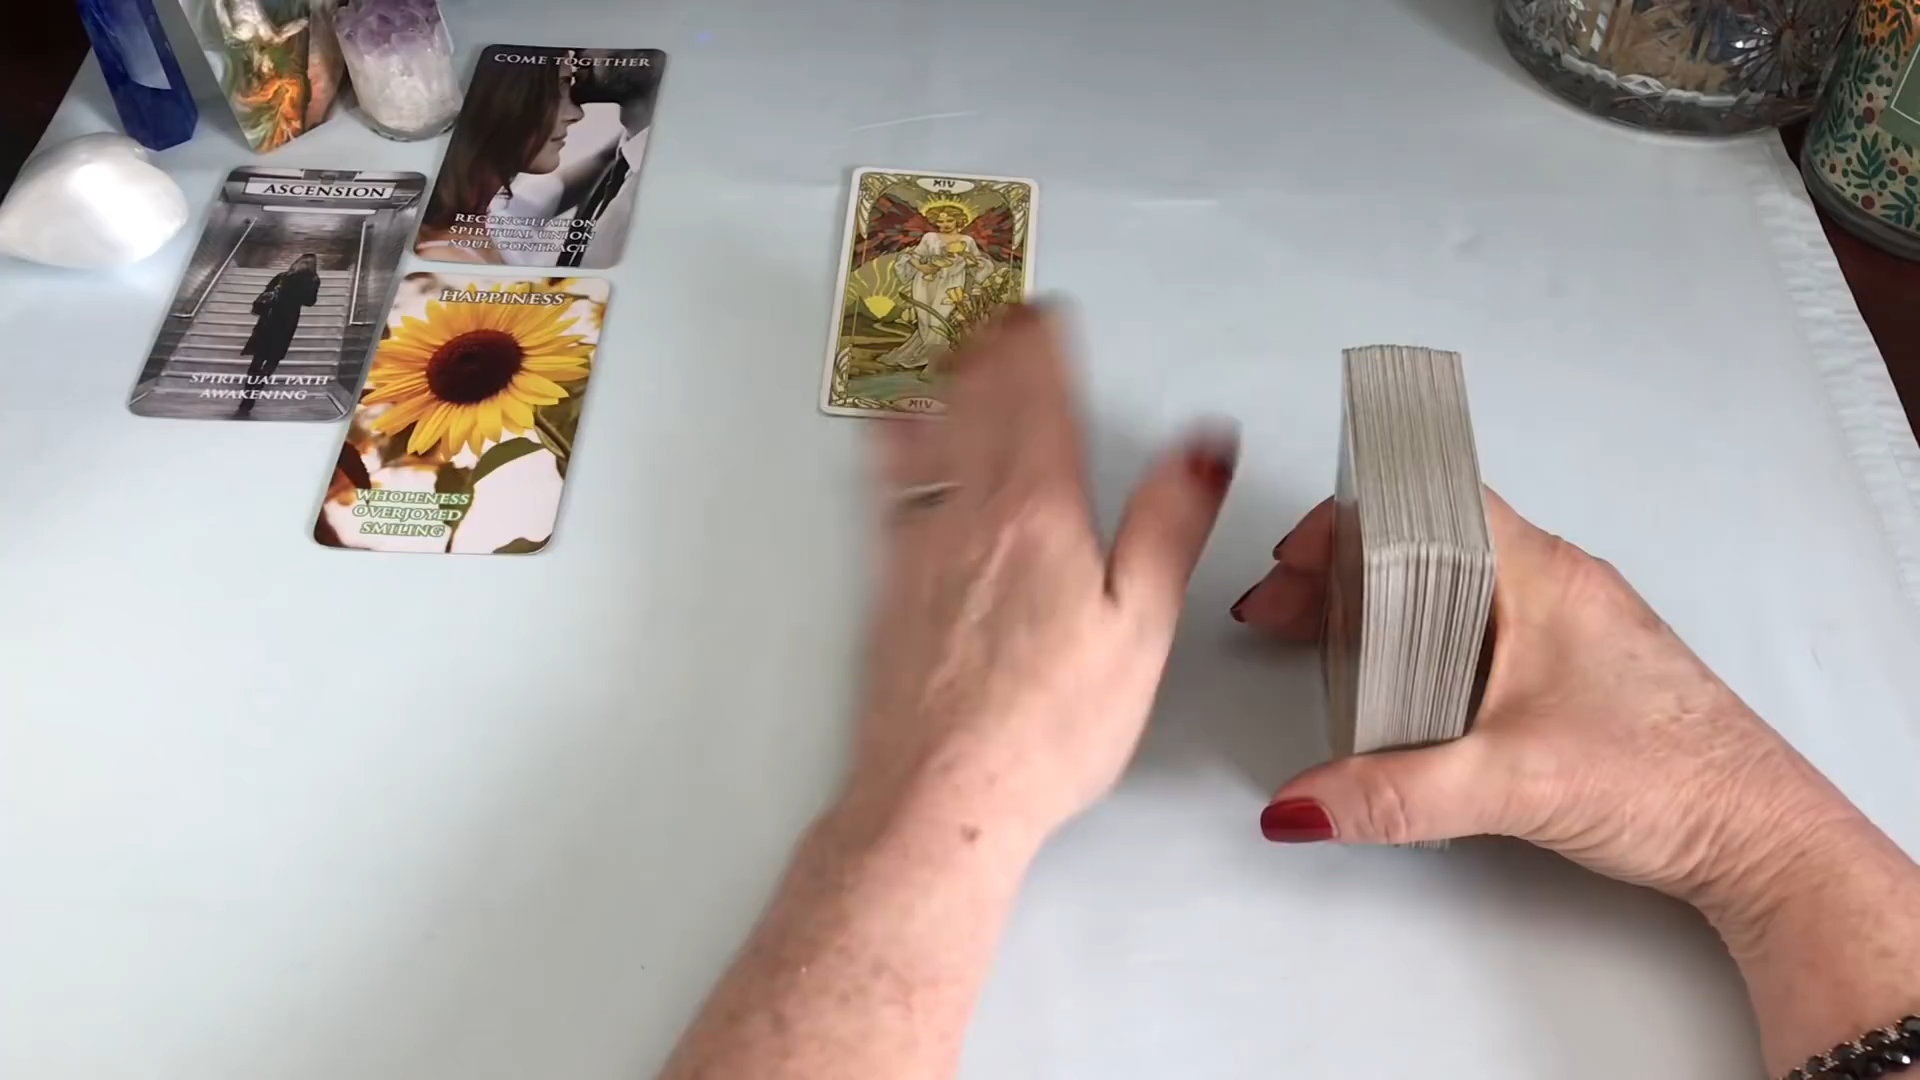 COME TOGETHER
RECONCILIATION
SPIRITUAL UNION
SOUL CONTRACT
ASCENSION
SPIRITUAL PATH
AWAKENING
HAPPINESS
WHOLENESS
OVERJOYED
SMILING
XIV
XIV